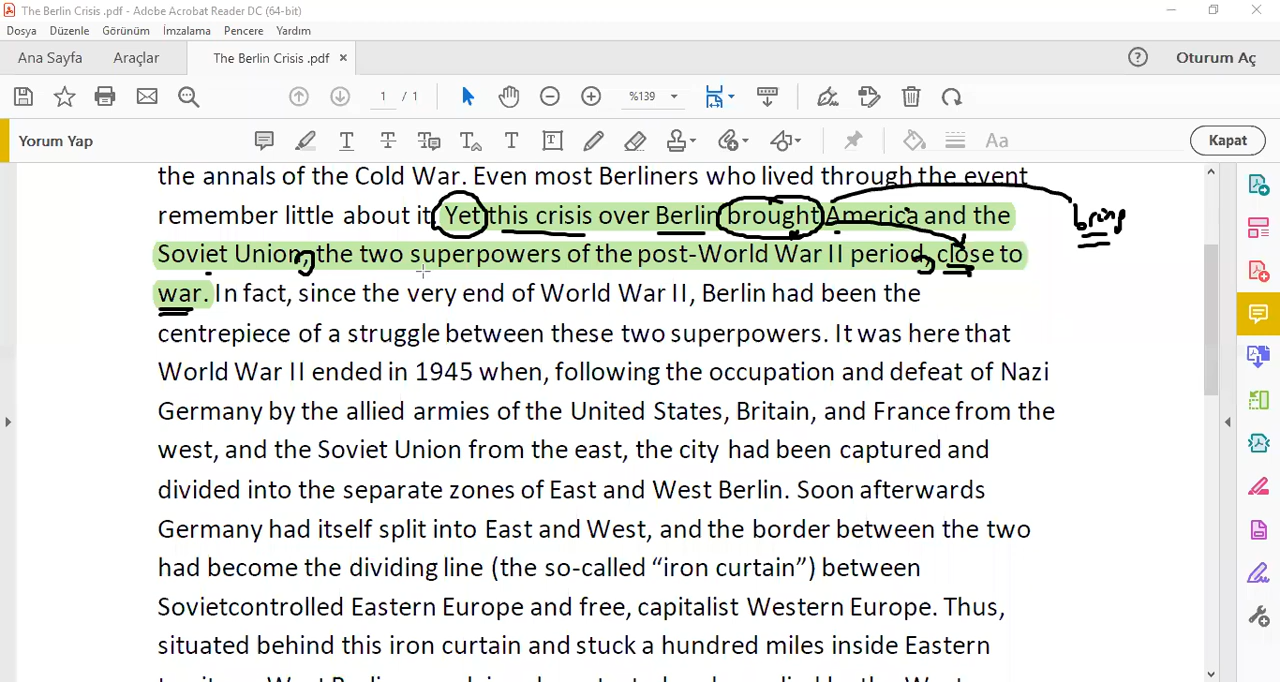 The Berlin Crisis .pdf - Adobe Acrobat Reader DC (64-bit)
Dosya Düzenle Görünüm İmzalama Pencere Yardım
Ana Sayfa Araçlar The Berlin Crisis .pdf × Oturum Aç
1 / 1 %139
Yorum Yap Aa Kapat
the annals of the Cold War. Even most Berliners who lived through the event
remember little about it. Yet this crisis over Berlin brought America and the
bring
Soviet Union, the two superpowers of the post-World War II period, close to
war. In fact, since the very end of World War II, Berlin had been the
centrepiece of a struggle between these two superpowers. It was here that
World War II ended in 1945 when, following the occupation and defeat of Nazi
Germany by the allied armies of the United States, Britain, and France from the
west, and the Soviet Union from the east, the city had been captured and
divided into the separate zones of East and West Berlin. Soon afterwards
Germany had itself split into East and West, and the border between the two
had become the dividing line (the so-called “iron curtain”) between
Sovietcontrolled Eastern Europe and free, capitalist Western Europe. Thus,
situated behind this iron curtain and stuck a hundred miles inside Eastern